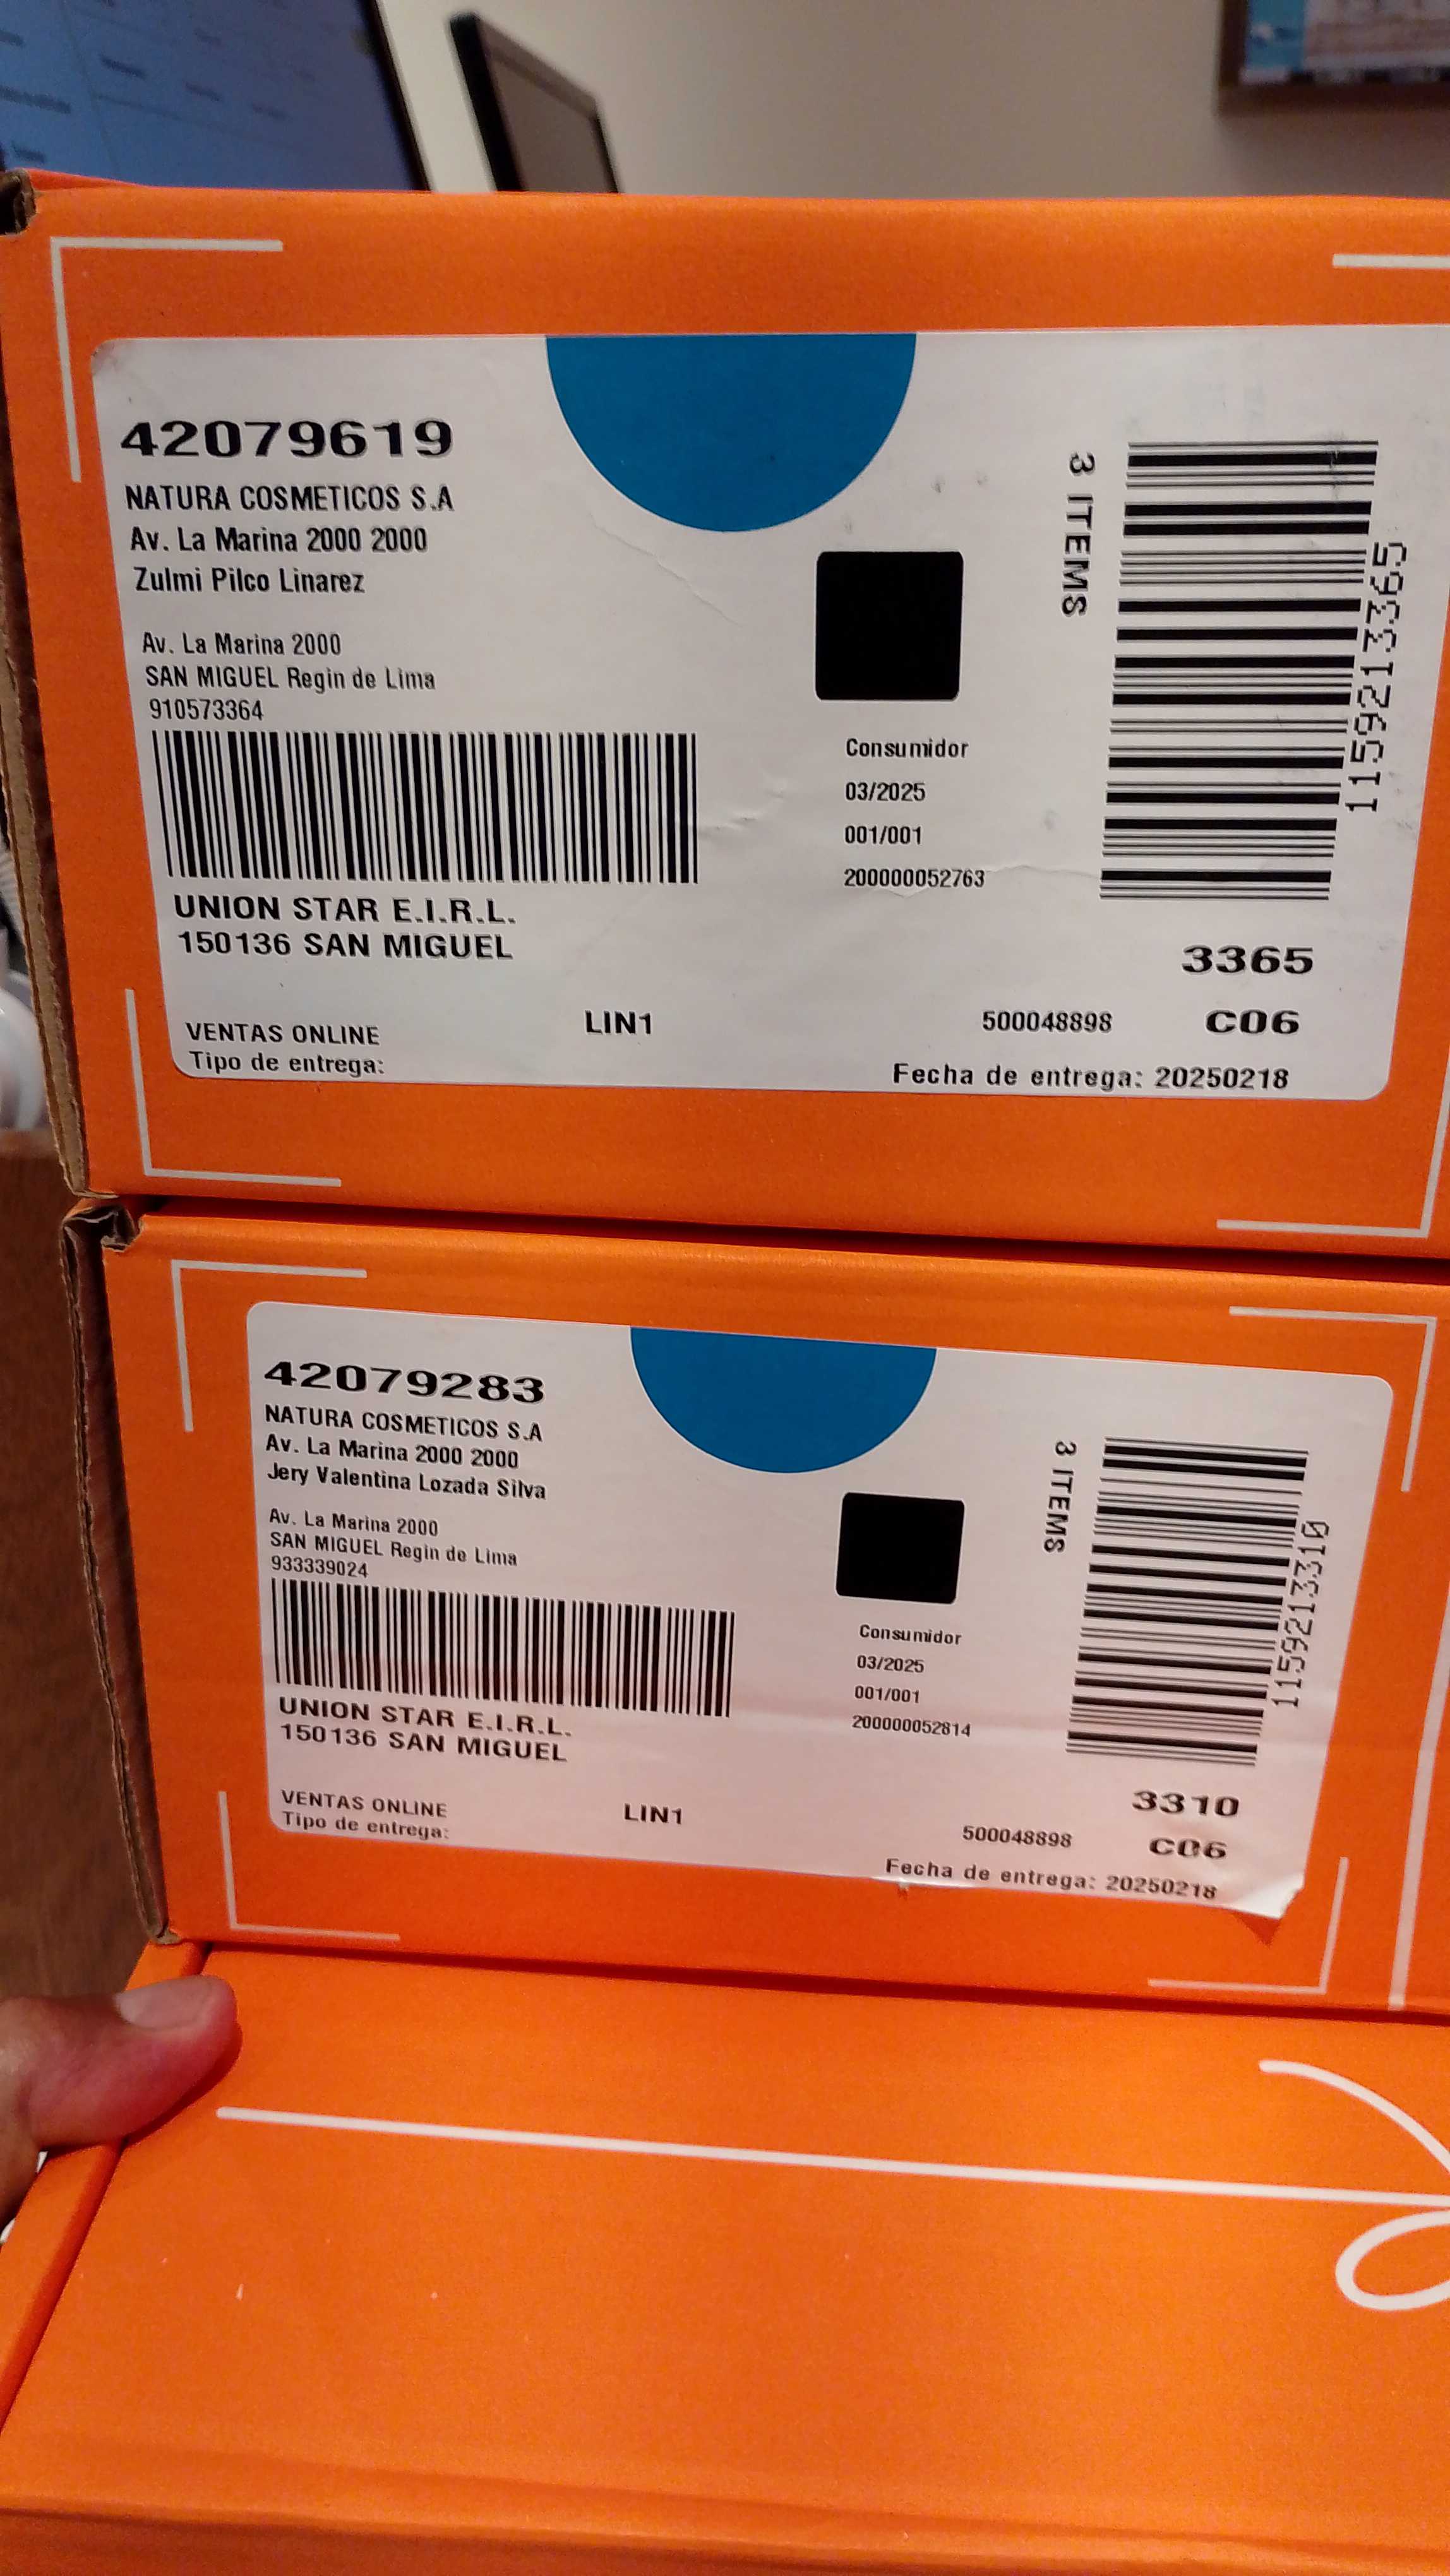 42079619
NATURA COSMETICOS S.A
Av. La Marina 2000 2000
Zulmi Pilco Linarez
Av. La Marina 2000
SAN MIGUEL Regin de Lima
910573364
UNION STAR E.I.R.L.
150136 SAN MIGUEL
VENTAS ONLINE
Tipo de entrega:
LIN1
Consumidor
03/2025
001/001
200000052763
3 ITEMS
1159213365
3365
500048898
C06
Fecha de entrega: 20250218
42079283
NATURA COSMETICOS S.A
Av. La Marina 2000 2000
Jery Valentina Lozada Silva
Av. La Marina 2000
SAN MIGUEL Regin de Lima
933339024
UNION STAR E.I.R.L.
150136 SAN MIGUEL
VENTAS ONLINE
Tipo de entrega:
LIN1
Consumidor
03/2025
001/001
200000052814
3 ITEMS
1159213310
3310
500048898
C06
Fecha de entrega: 20250218